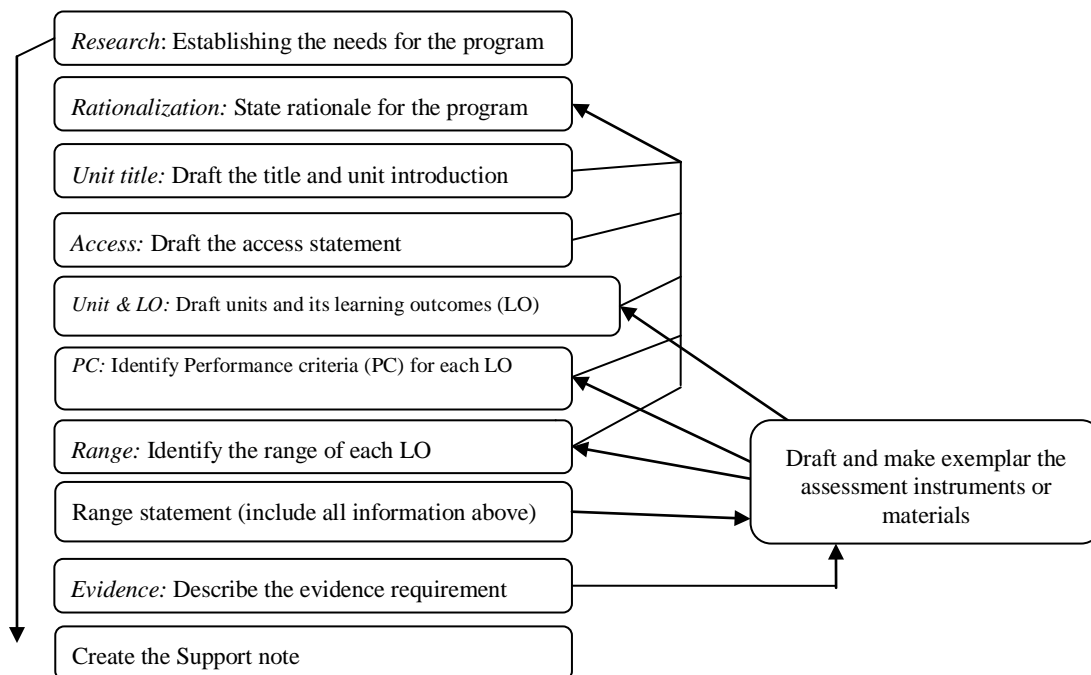 Research: Establishing the needs for the program
Rationalization: State rationale for the program
Unit title: Draft the title and unit introduction
Access: Draft the access statement
Unit & LO: Draft units and its learning outcomes (LO)
PC: Identify Performance criteria (PC) for each LO
Range: Identify the range of each LO
Range statement (include all information above)
Evidence: Describe the evidence requirement
Create the Support note
Draft and make exemplar the
assessment instruments or
materials